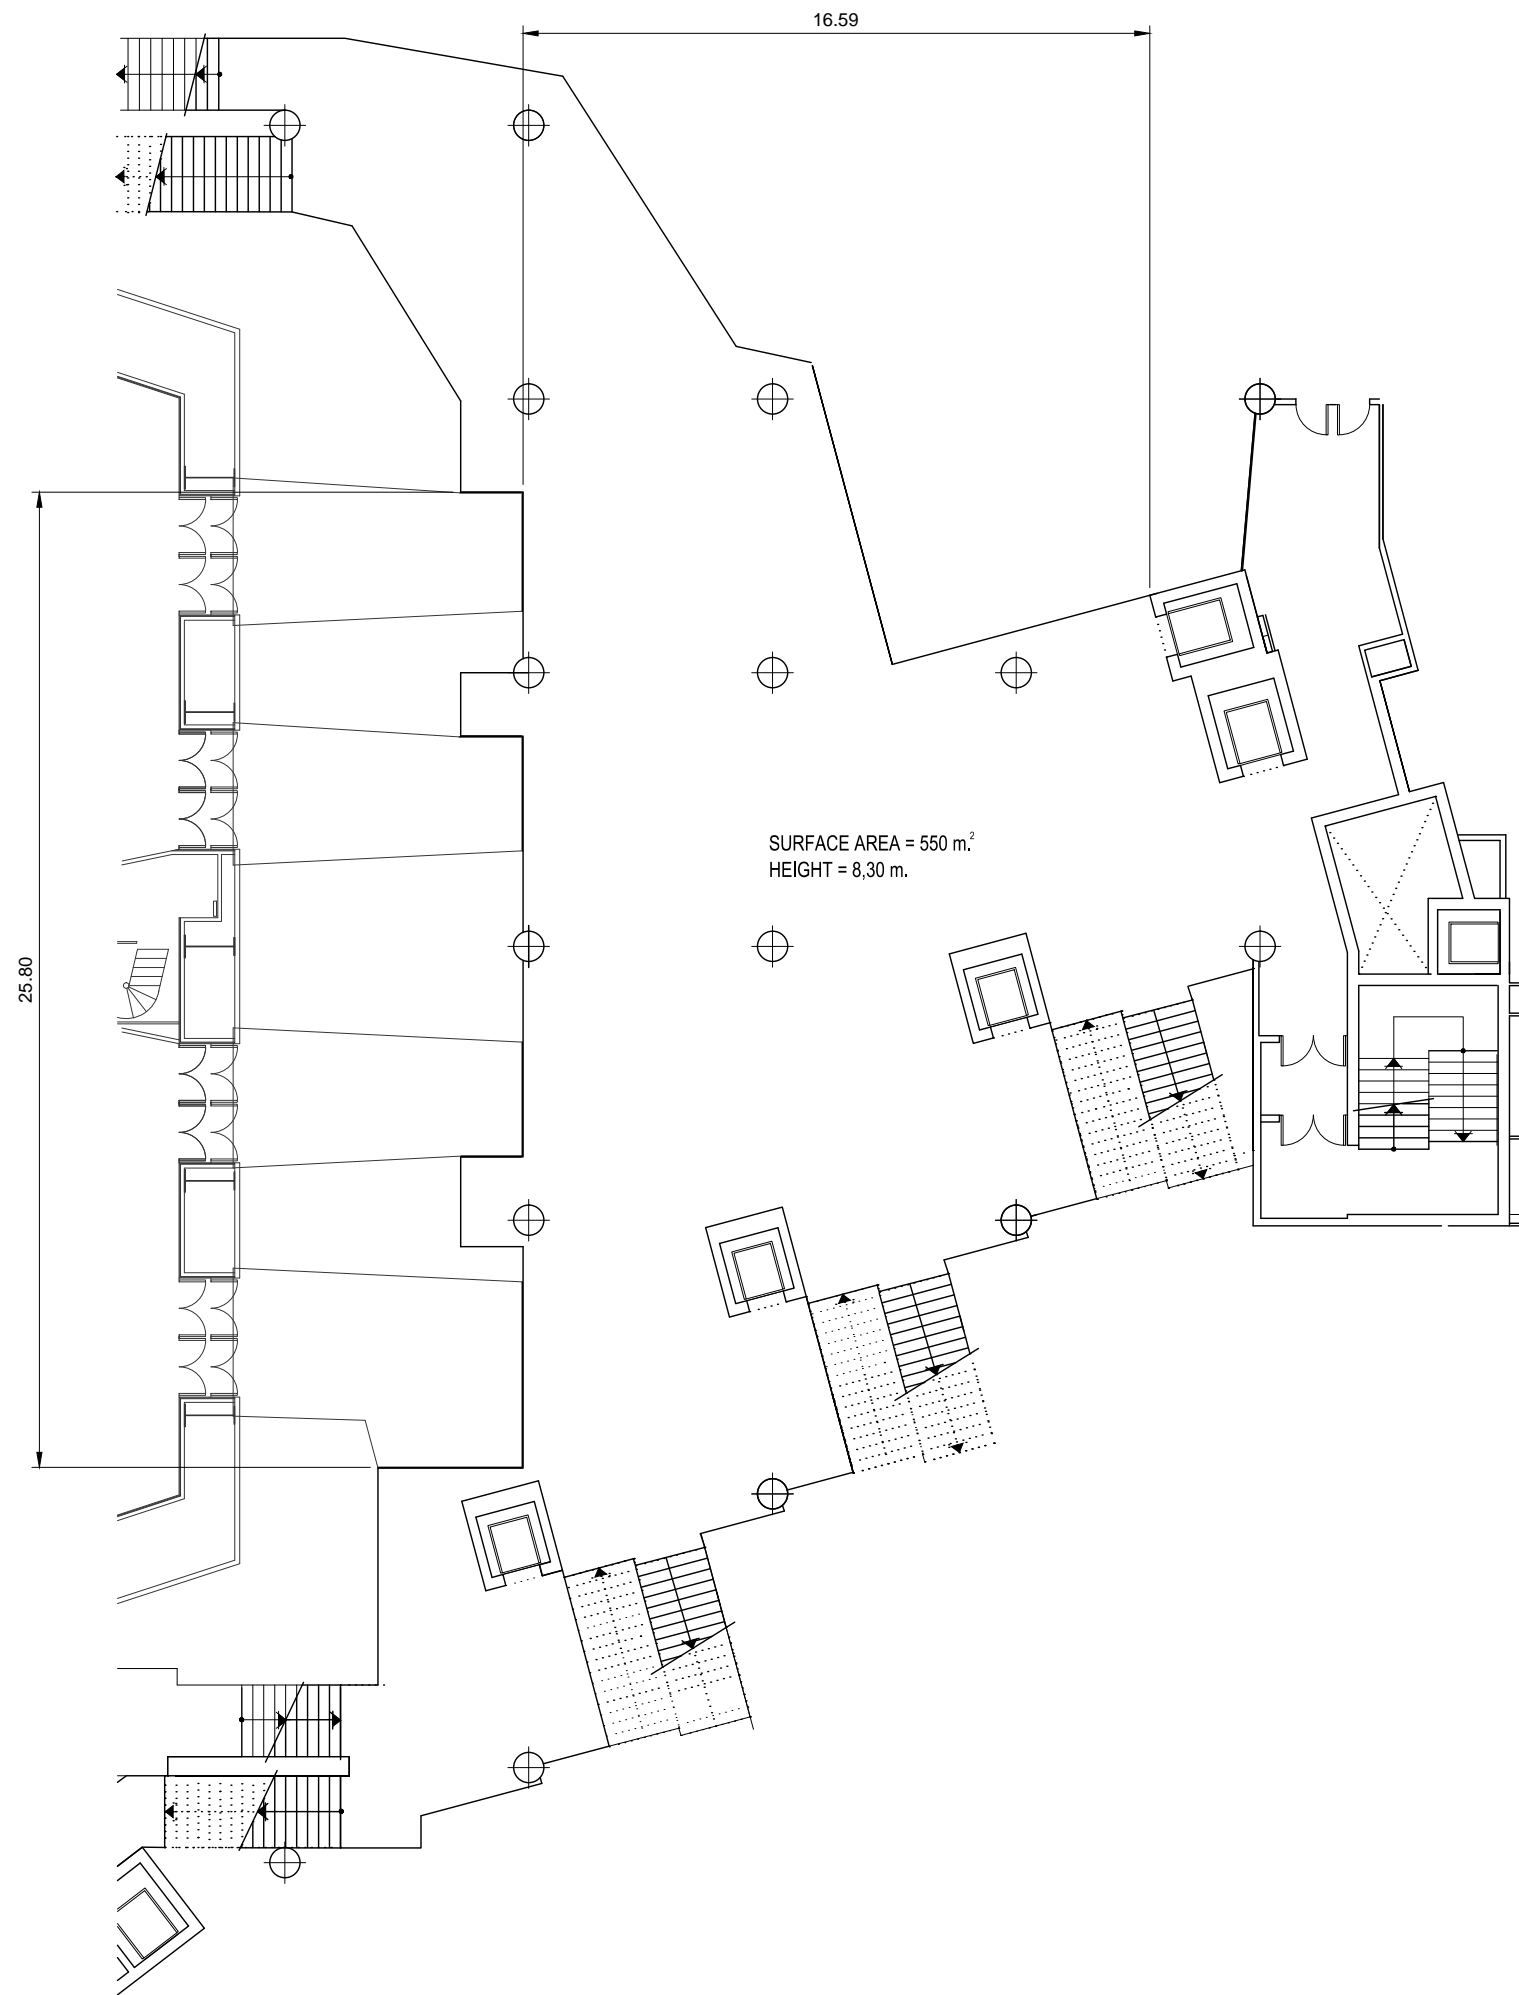 16.59
SURFACE AREA = 550 m.²
HEIGHT = 8,30 m.
25.80